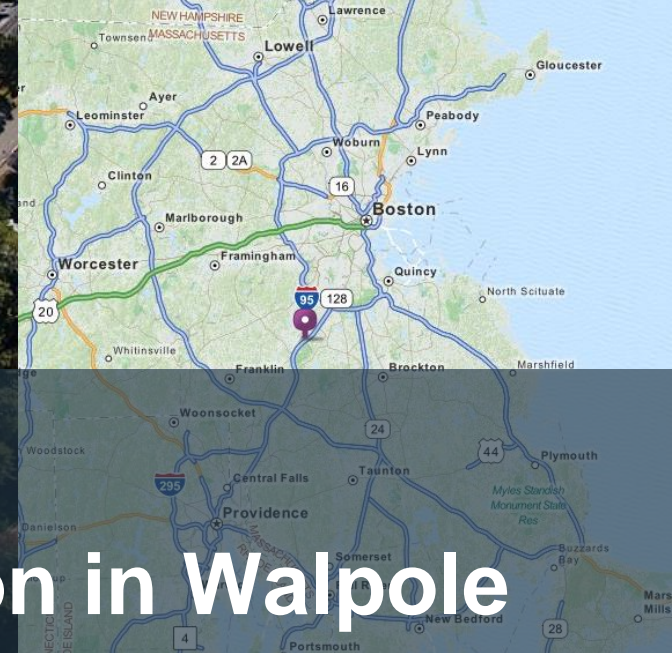 NEW HAMPSHIRE
MASSACHUSETTS
Lawrence
Townsend
Lowell
Gloucester
Ayer
Leominster
Peabody
Woburn
Lynn
2
2A
Clinton
16
Marlborough
Boston
Worcester
Framingham
Quincy
North Scituate
95
128
20
Whitinsville
Franklin
Brockton
Marshfield
Woonsocket
24
Woodstock
44
Plymouth
295
Central Falls
Taunton
Myles Standish
Monument State
Res
Danielson
Providence
Buzzards
Bay
Somerset
on in Walpole
Mars
Mills
New Bedford
4
28
Portsmouth